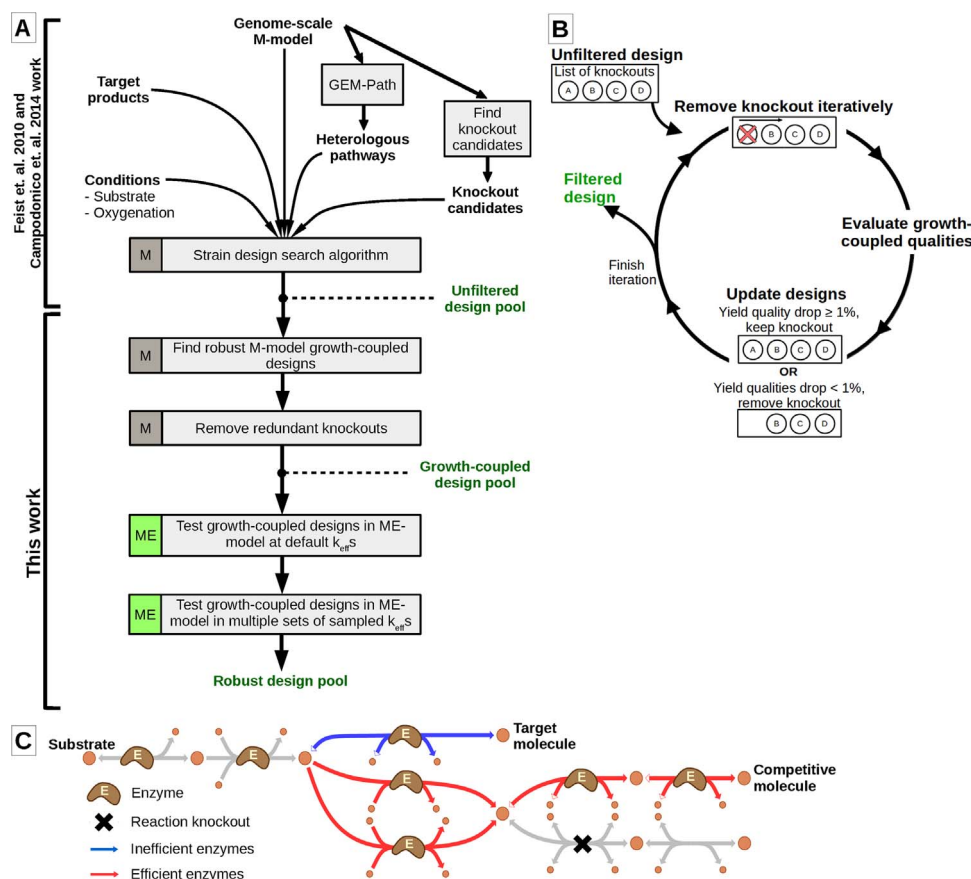 A
Feist et. al. 2010 and
Campodonico et. al. 2014 work
This work
Genome-scale
M-model
Target
products
GEM-Path
Find
knockout
candidates
Heterologous
pathways
Conditions
- Substrate
- Oxygenation
Knockout
candidates
M
Strain design search algorithm
Unfiltered
design pool
M
Find robust M-model growth-coupled
designs
M
Remove redundant knockouts
Growth-coupled
design pool
ME
Test growth-coupled designs in ME-
model at default keffs
ME
Test growth-coupled designs in ME-
model in multiple sets of sampled keffs
Robust design pool
B
Unfiltered design
List of knockouts
A B C D
Remove knockout iteratively
B C D
Filtered
design
Evaluate growth-
coupled qualities
Finish
iteration
Update designs
Yield quality drop ≥ 1%,
keep knockout
A B C D
OR
Yield qualities drop < 1%,
remove knockout
B C D
C
Substrate
E
E
E
Target
molecule
E
E
E
E
Competitive
molecule
E
Enzyme
Reaction knockout
Inefficient enzymes
Efficient enzymes